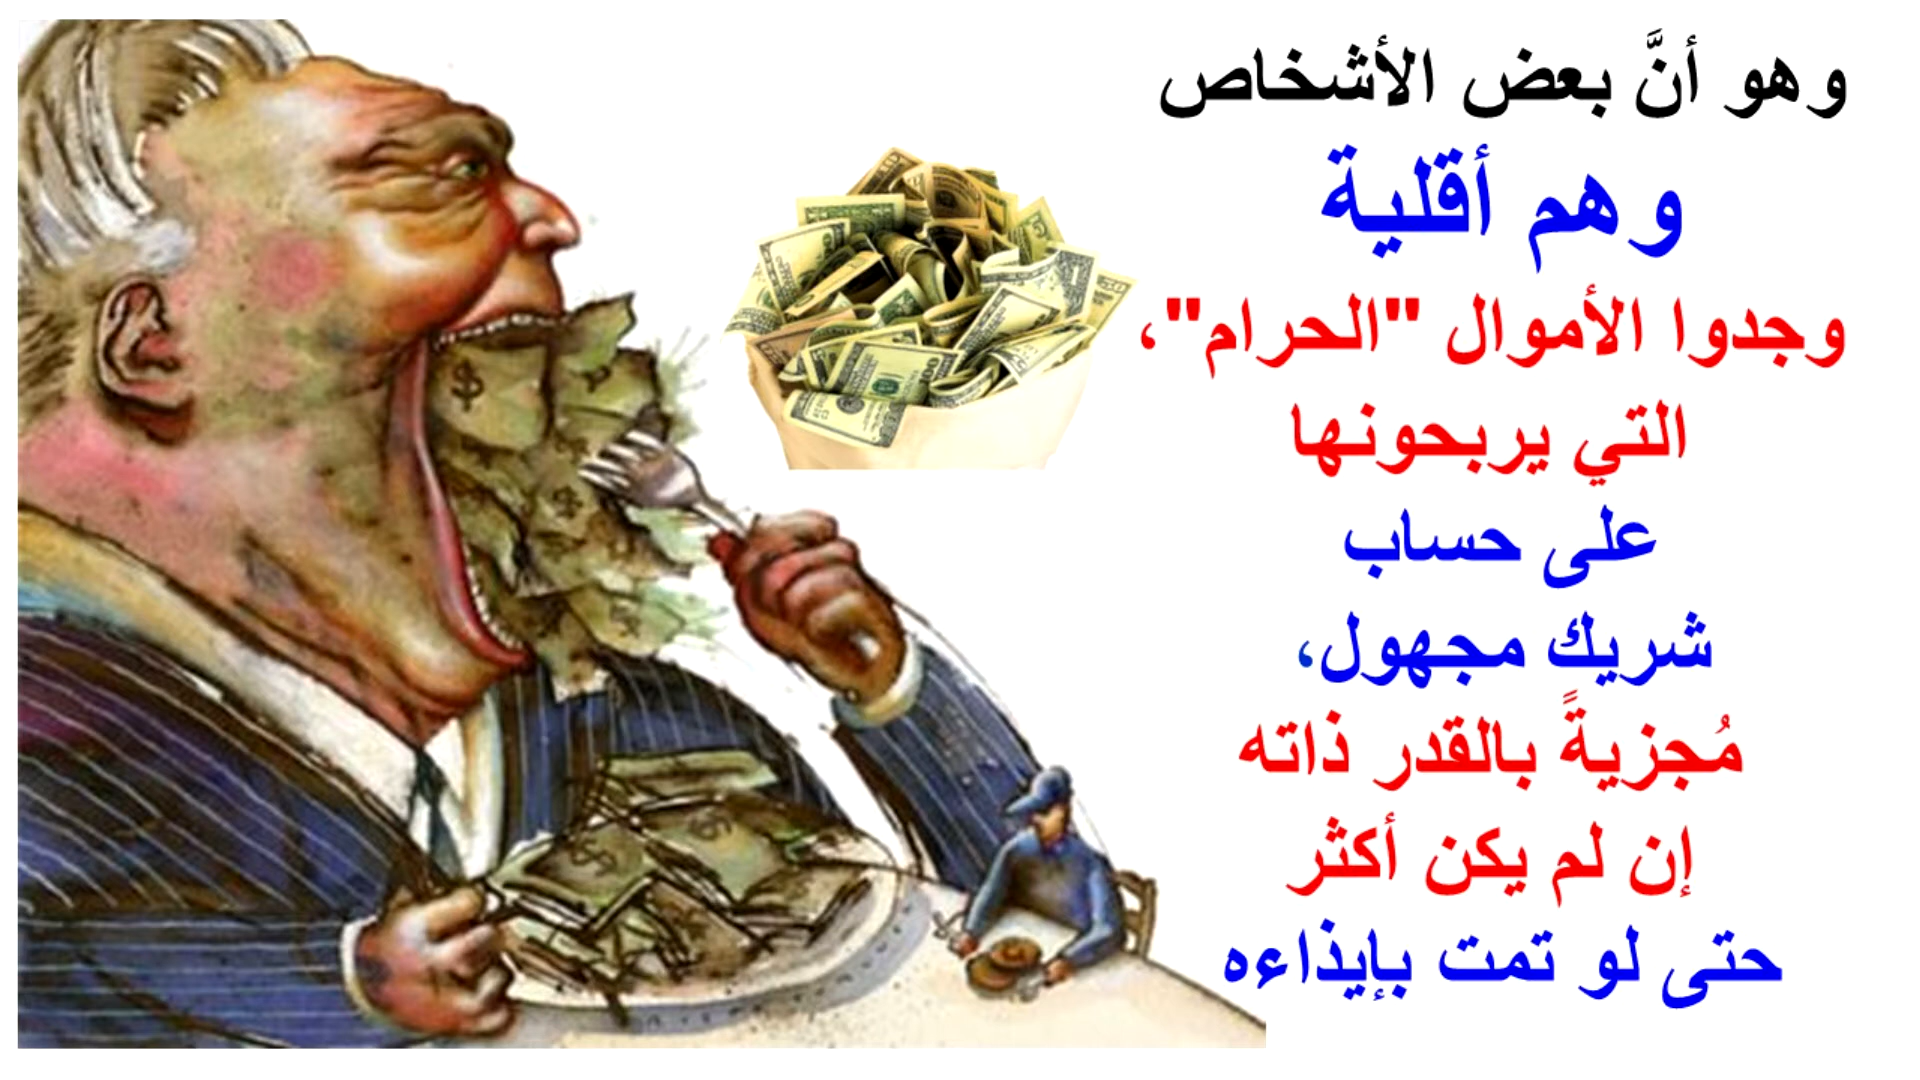 وهو أنَّ بعض الأشخاص
وهم أقلية
وجدوا الأموال "الحرام"،
التي يربحونها
على حساب
شريك مجهول،
مُجزيةً بالقدر ذاته
إن لم يكن أكثر
حتى لو تمت بإيذاءه